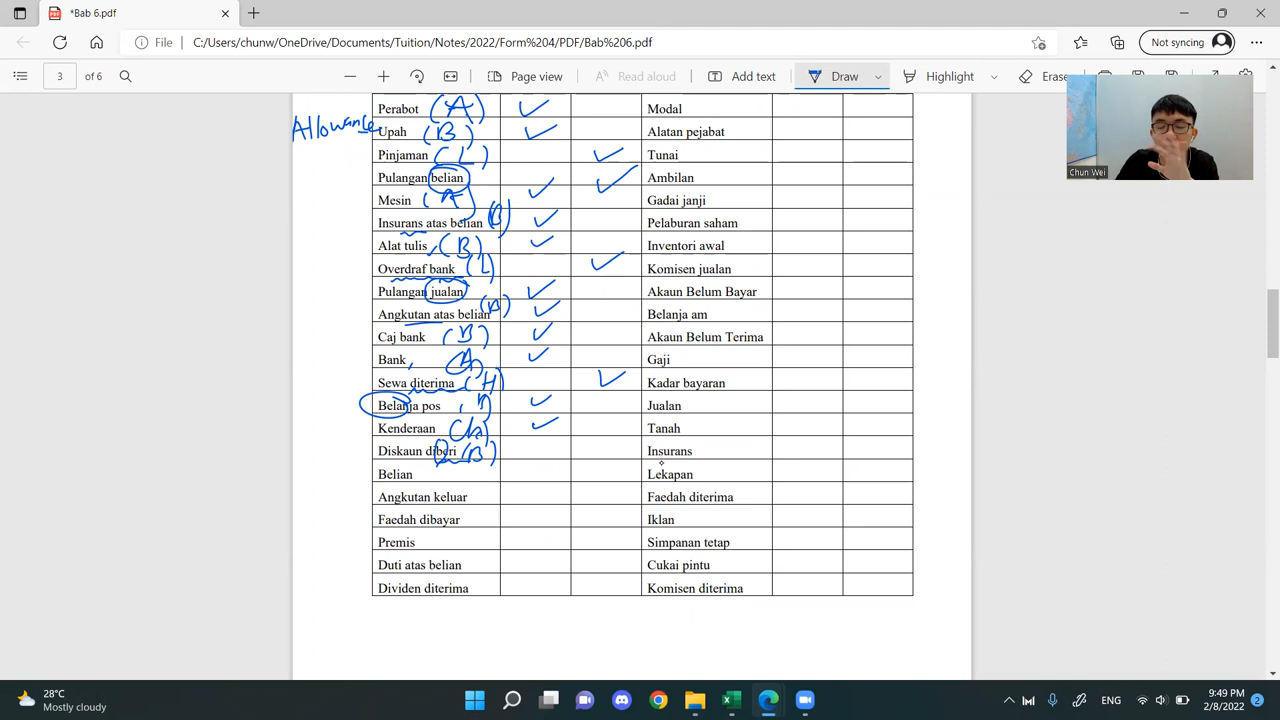 *Bab 6.pdf
File C:/Users/chunw/OneDrive/Documents/Tuition/Notes/2022/Form%204/PDF/Bab%206.pdf Not syncing
3 of 6 Page view Read aloud Add text Draw Highlight Erase
Perabot (A) ✓ Modal
Allowance Upah (B) ✓ Alatan pejabat
Pinjaman (L) ✓ Tunai
Pulangan belian ✓ Ambilan
Mesin (A) ✓ Gadai janji
Insurans atas belian (B) ✓ Pelaburan saham
Alat tulis (B) ✓ Inventori awal
Overdraf bank (L) ✓ Komisen jualan
Pulangan jualan ✓ Akaun Belum Bayar
Angkutan atas belian (B) ✓ Belanja am
Caj bank (B) ✓ Akaun Belum Terima
Bank (A) ✓ Gaji
Sewa diterima (H) ✓ Kadar bayaran
Belanja pos ✓ Jualan
Kenderaan (A) ✓ Tanah
Diskaun diberi (B) Insurans
Belian Lekapan
Angkutan keluar Faedah diterima
Faedah dibayar Iklan
Premis Simpanan tetap
Duti atas belian Cukai pintu
Dividen diterima Komisen diterima
Chun Wei
28°C
Mostly cloudy
ENG
9:49 PM
2/8/2022
2